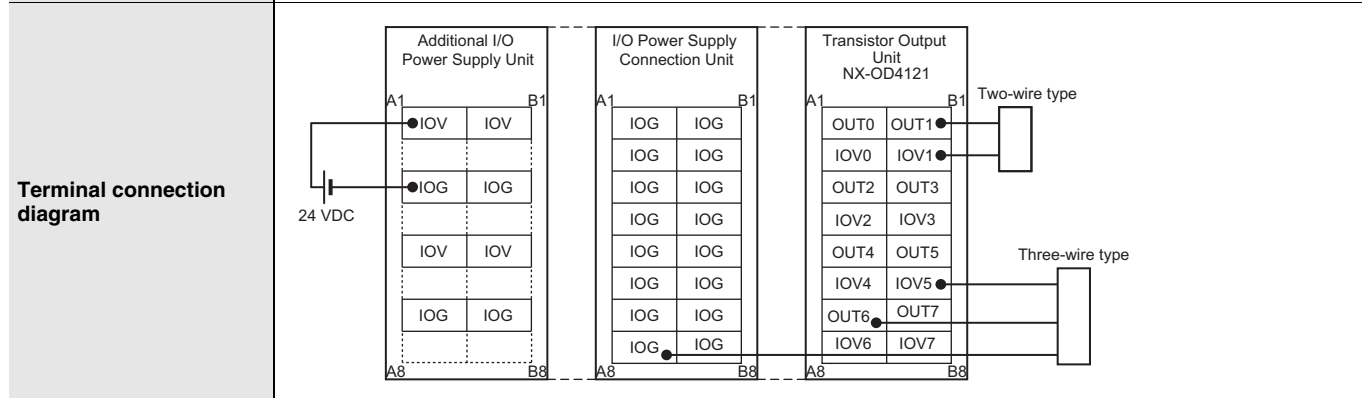 Terminal connection
diagram
Additional I/O
Power Supply Unit
A1 B1
IOV IOV
IOG IOG
IOV IOV
IOG IOG
A8 B8
24 VDC
I/O Power Supply
Connection Unit
A1 B1
IOG IOG
IOG IOG
IOG IOG
IOG IOG
IOG IOG
IOG IOG
IOG IOG
IOG IOG
A8 B8
Transistor Output
Unit
NX-OD4121
A1 B1
OUT0 OUT1
IOV0 IOV1
OUT2 OUT3
IOV2 IOV3
OUT4 OUT5
IOV4 IOV5
OUT6 OUT7
IOV6 IOV7
A8 B8
Two-wire type
Three-wire type